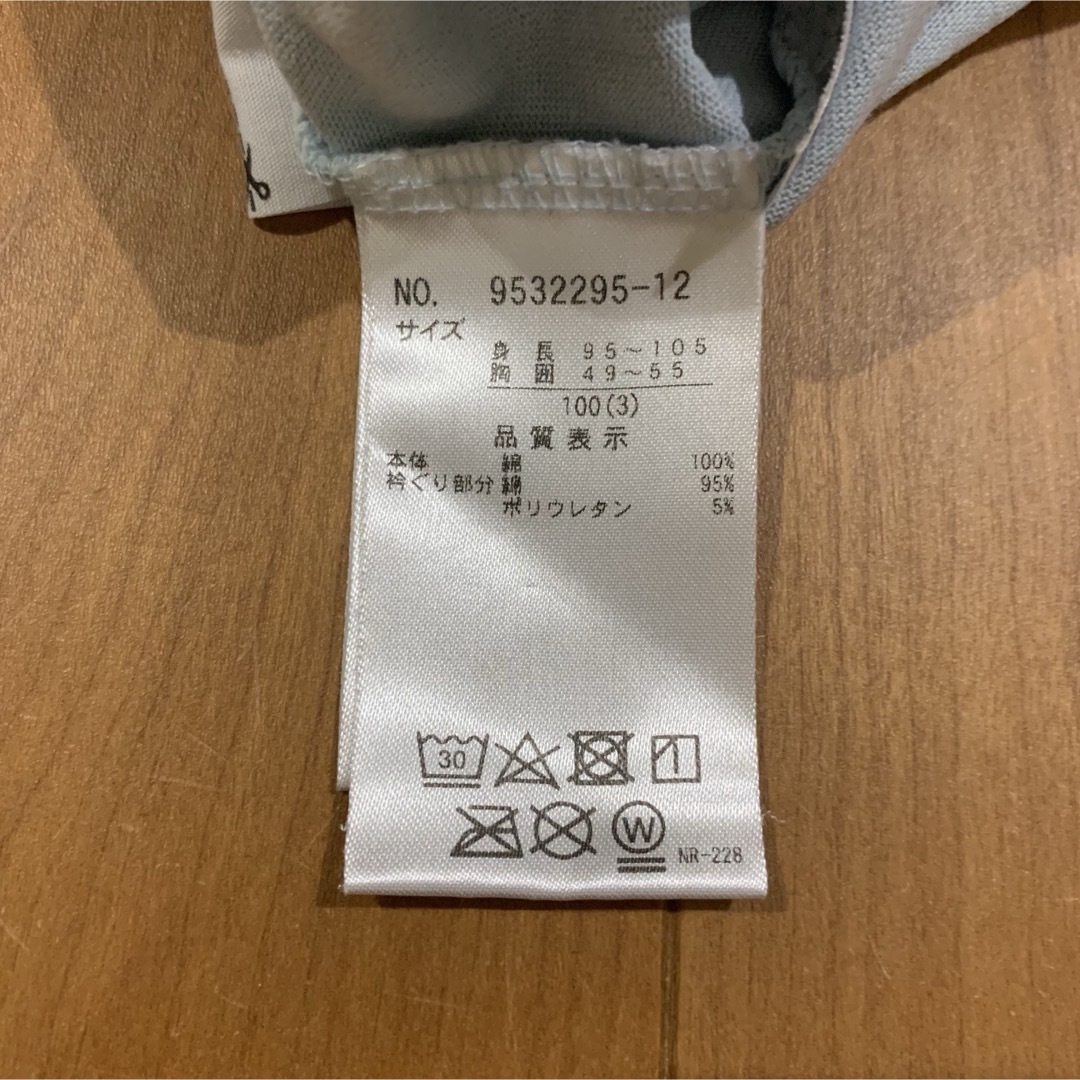 NO. 9532295-12
サイズ
身長 95～105
胸囲 49～55
100(3)
品質表示
本体 綿 100%
衿ぐり部分 綿 95%
ポリウレタン 5%
30
W NR-228